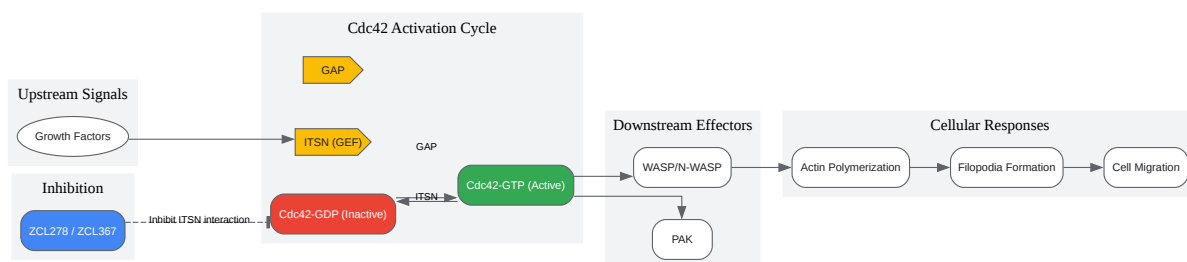 Cdc42 Activation Cycle
GAP
Upstream Signals
Growth Factors
ITSN (GEF)
GAP
Downstream Effectors
Cellular Responses
WASP/N-WASP
Actin Polymerization
Filopodia Formation
Cell Migration
Inhibition
Cdc42-GTP (Active)
ITSN
Cdc42-GDP (Inactive)
Inhibit ITSN interaction
ZCL278 / ZCL367
PAK